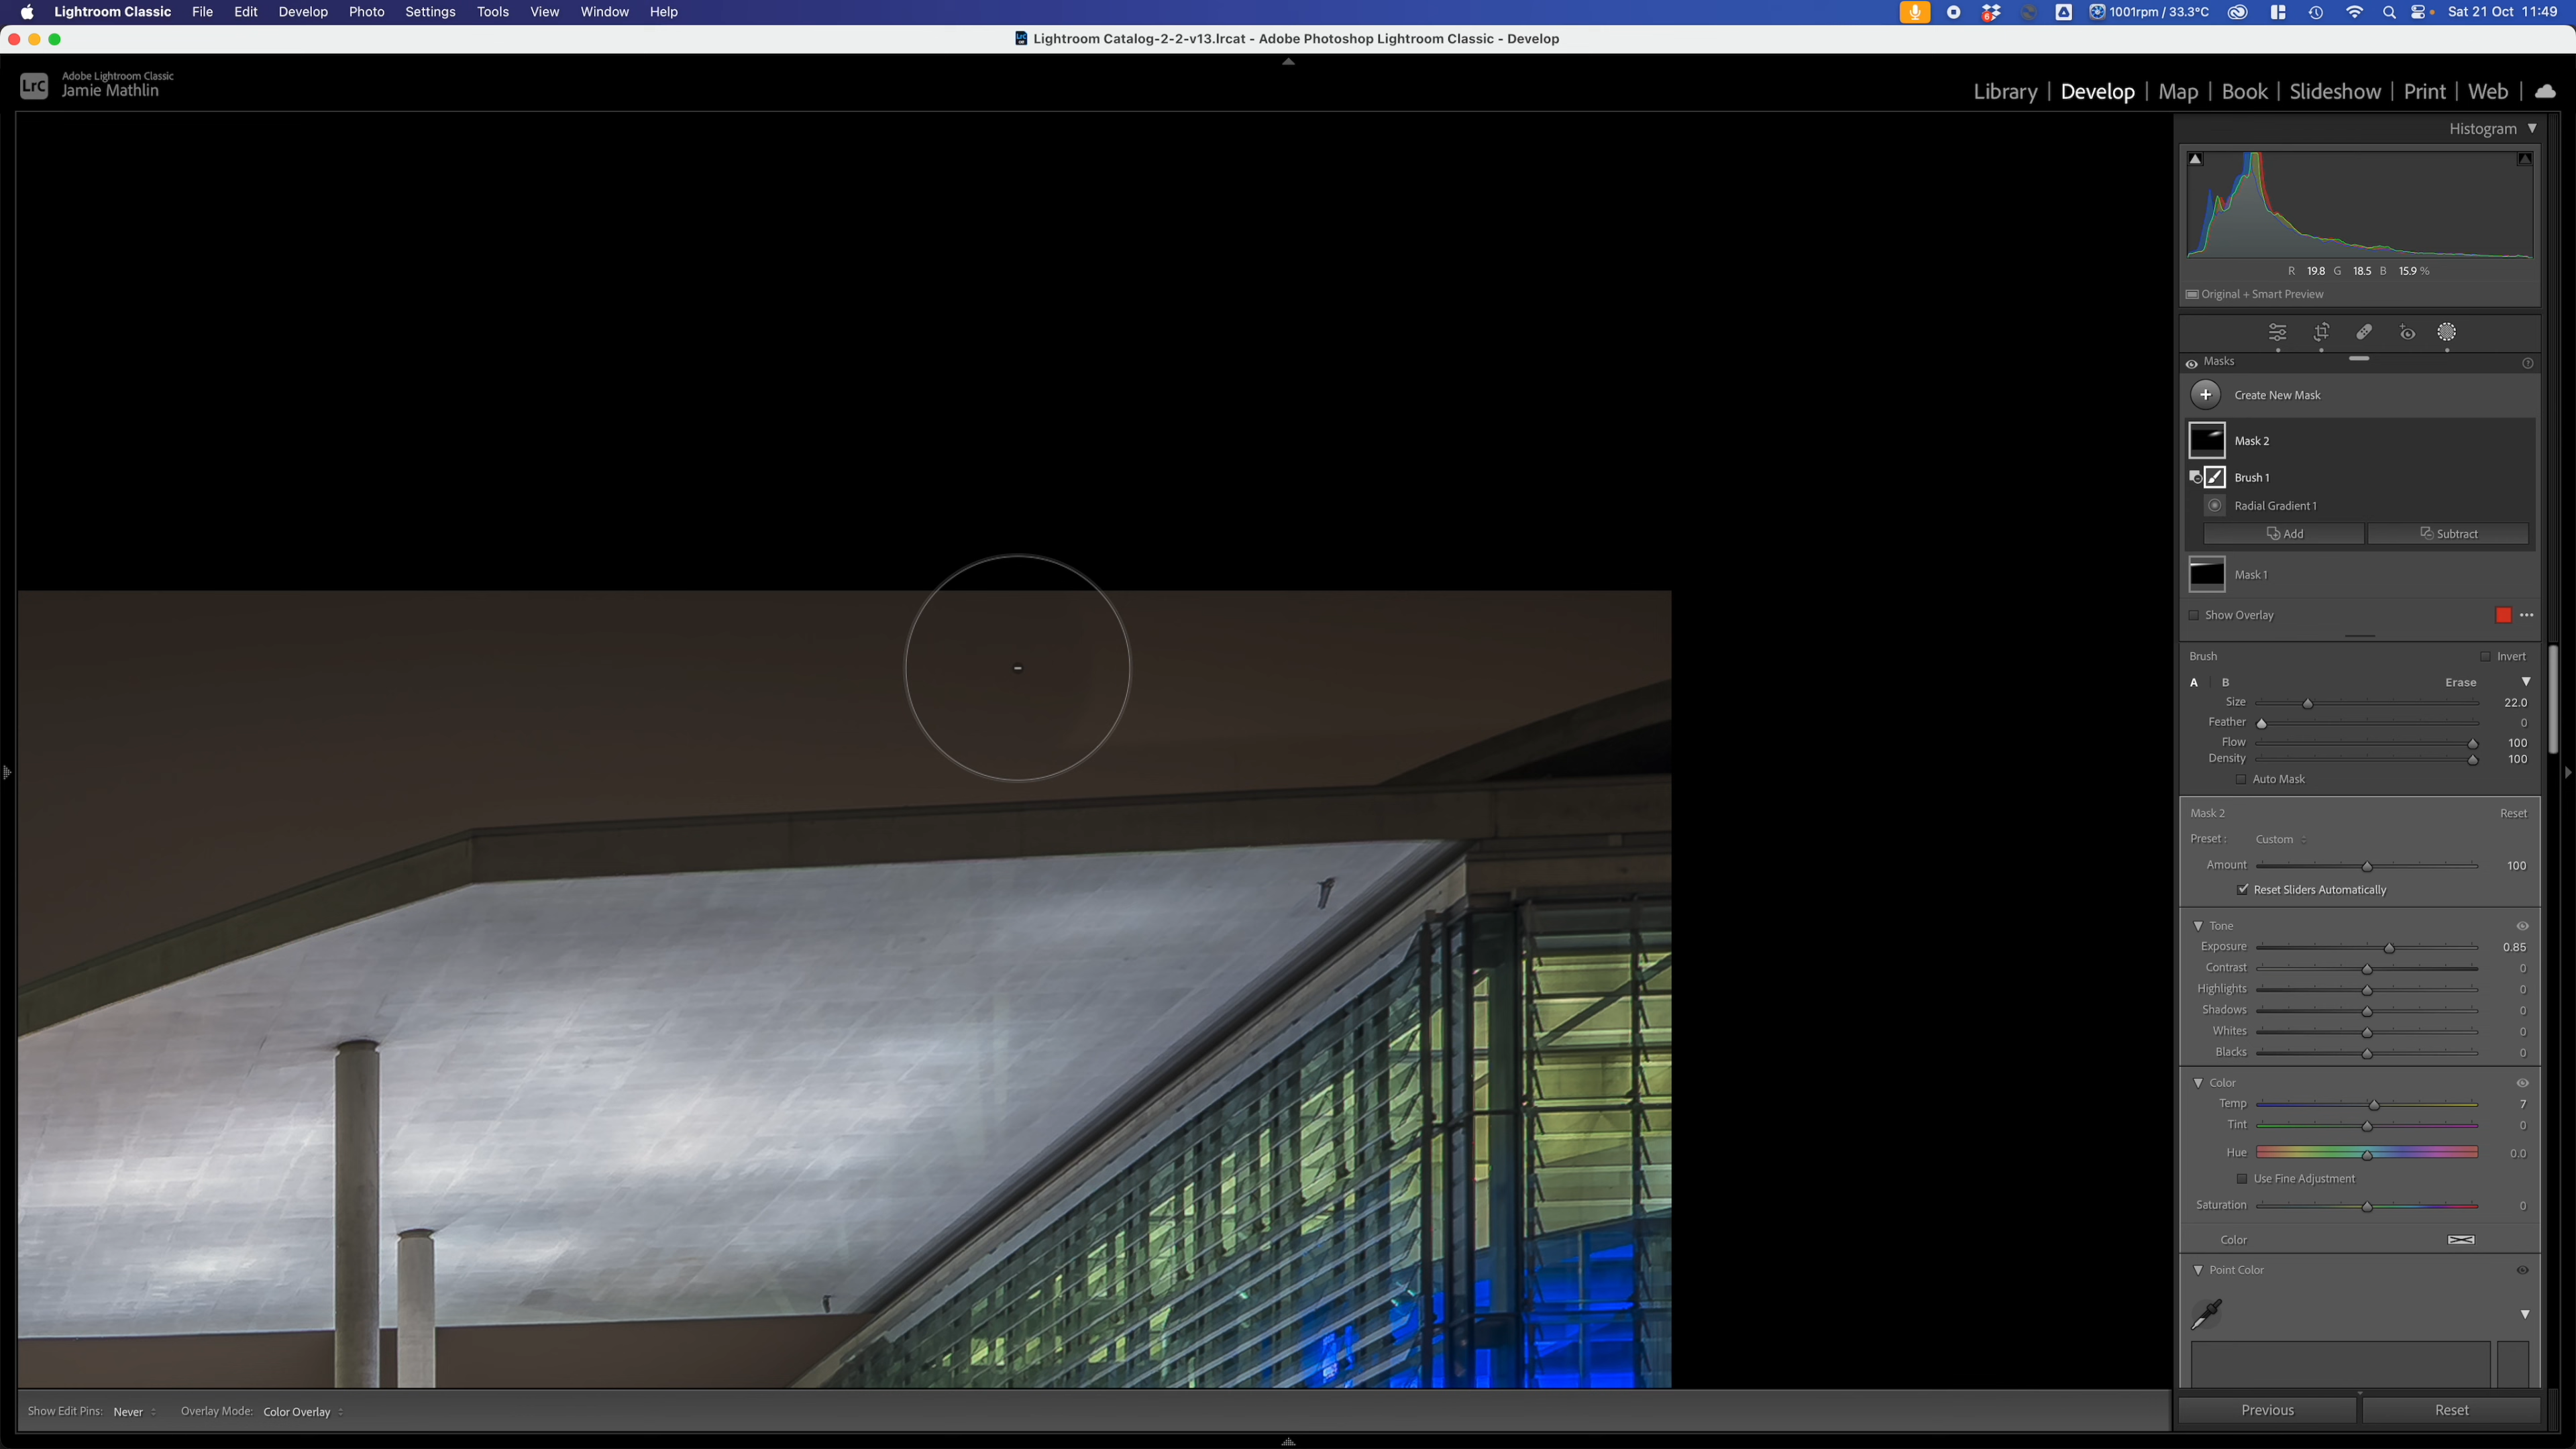 Lightroom Classic File Edit Develop Photo Settings Tools View Window Help 6 1001rpm / 33.3°C Sat 21 Oct 11:49
Lightroom Catalog-2-2-v13.lrcat - Adobe Photoshop Lightroom Classic - Develop
LrC Adobe Lightroom Classic
Jamie Mathlin
Library | Develop | Map | Book | Slideshow | Print | Web |
Histogram
R 19.8 G 18.5 B 15.9 %
Original + Smart Preview
Masks
Create New Mask
Mask 2
Brush 1
Radial Gradient 1
Add Subtract
Mask 1
Show Overlay
Brush Invert
A B Erase
Size 22.0
Feather 0
Flow 100
Density 100
Auto Mask
Mask 2 Reset
Preset: Custom
Amount 100
Reset Sliders Automatically
Tone
Exposure 0.85
Contrast 0
Highlights 0
Shadows 0
Whites 0
Blacks 0
Color
Temp 7
Tint 0
Hue 0.0
Use Fine Adjustment
Saturation 0
Color
Point Color
Previous Reset
Show Edit Pins: Never Overlay Mode: Color Overlay